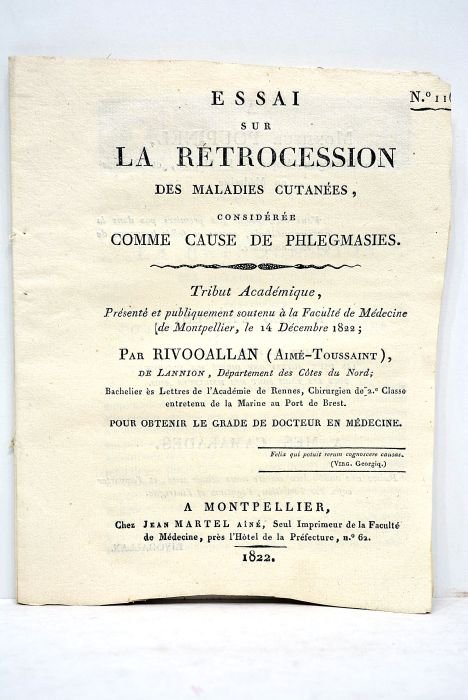 N.º 11
ESSAI
SUR
LA RÉTROCESSION
DES MALADIES CUTANÉES,
CONSIDÉRÉE
COMME CAUSE DE PHLEGMASIES.
Tribut Académique,
Présenté et publiquement soutenu à la Faculté de Médecine
[de Montpellier, le 14 Décembre 1822;
PAR RIVOOALLAN (AIMÉ-TOUSSAINT),
DE LANNION, Département des Côtes du Nord;
Bachelier ès Lettres de l'Académie de Rennes, Chirurgien de 2.e Classe
entretenu de la Marine au Port de Brest.
POUR OBTENIR LE GRADE DE DOCTEUR EN MÉDECINE.
Felix qui potuit rerum cognoscere causas.
(VIRG. Georgiq.)
A MONTPELLIER,
Chez JEAN MARTEL AÎNÉ, Seul Imprimeur de la Faculté
de Médecine, près l'Hôtel de la Préfecture, n.º 62.
1822.